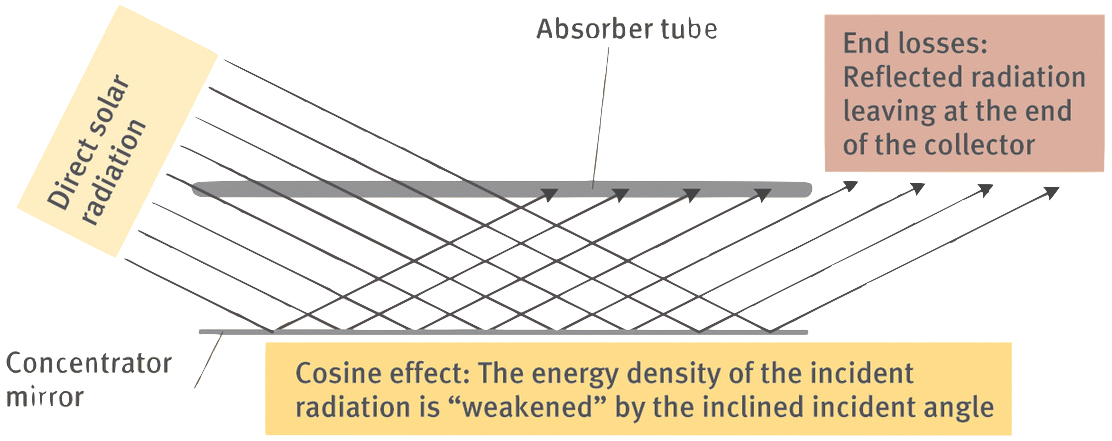 Direct solar
radiation
Absorber tube
End losses:
Reflected radiation
leaving at the end
of the collector
Concentrator
mirror
Cosine effect: The energy density of the incident
radiation is “weakened” by the inclined incident angle